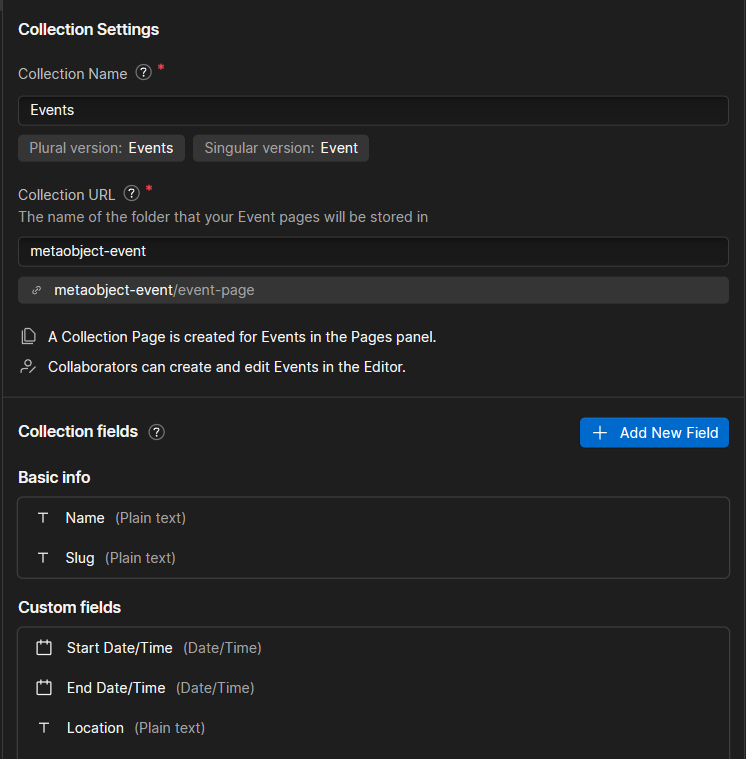 Collection Settings
Collection Name ? *
Events
Plural version: Events Singular version: Event
Collection URL ? *
The name of the folder that your Event pages will be stored in
metaobject-event
metaobject-event/event-page
A Collection Page is created for Events in the Pages panel.
Collaborators can create and edit Events in the Editor.
Collection fields ? + Add New Field
Basic info
T Name (Plain text)
T Slug (Plain text)
Custom fields
Start Date/Time (Date/Time)
End Date/Time (Date/Time)
T Location (Plain text)